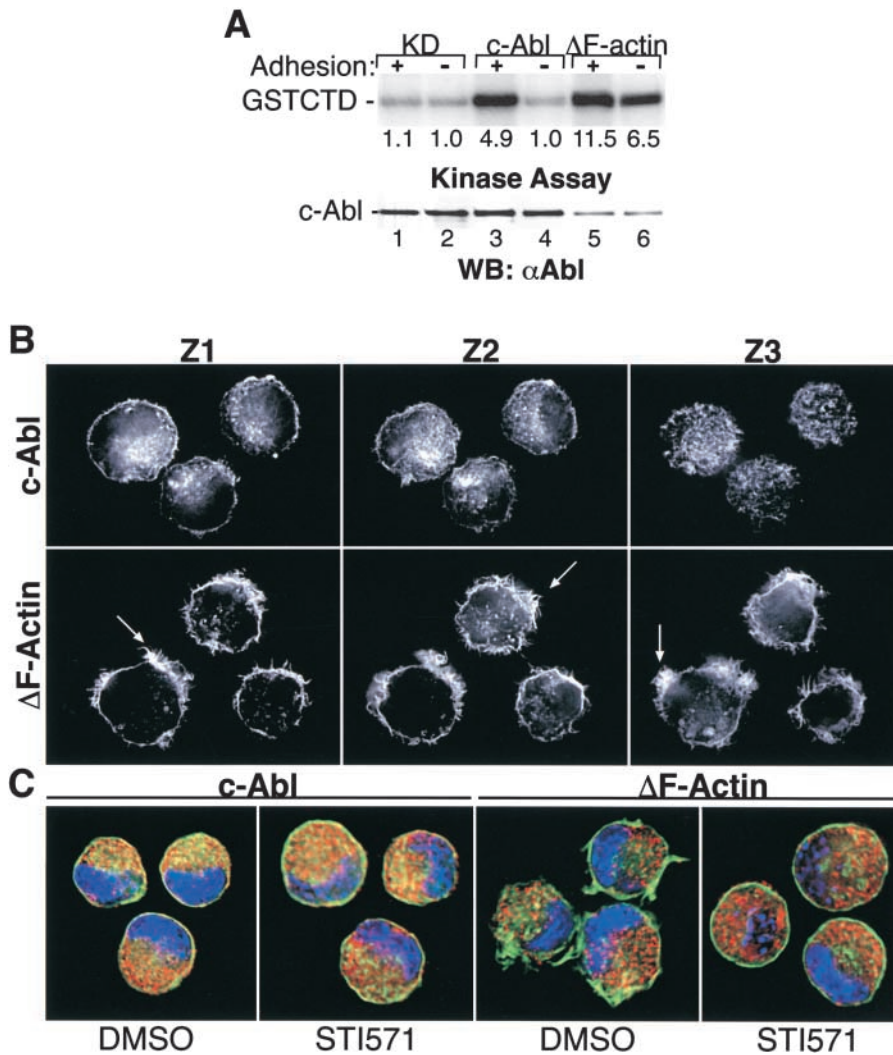 A
KD c-Abl ΔF-actin
Adhesion: + - + - + -
GSTCTD -
1.1 1.0 4.9 1.0 11.5 6.5
Kinase Assay
c-Abl -
1 2 3 4 5 6
WB: αAbl
B
Z1 Z2 Z3
c-Abl
ΔF-Actin
C
c-Abl ΔF-Actin
DMSO STI571 DMSO STI571